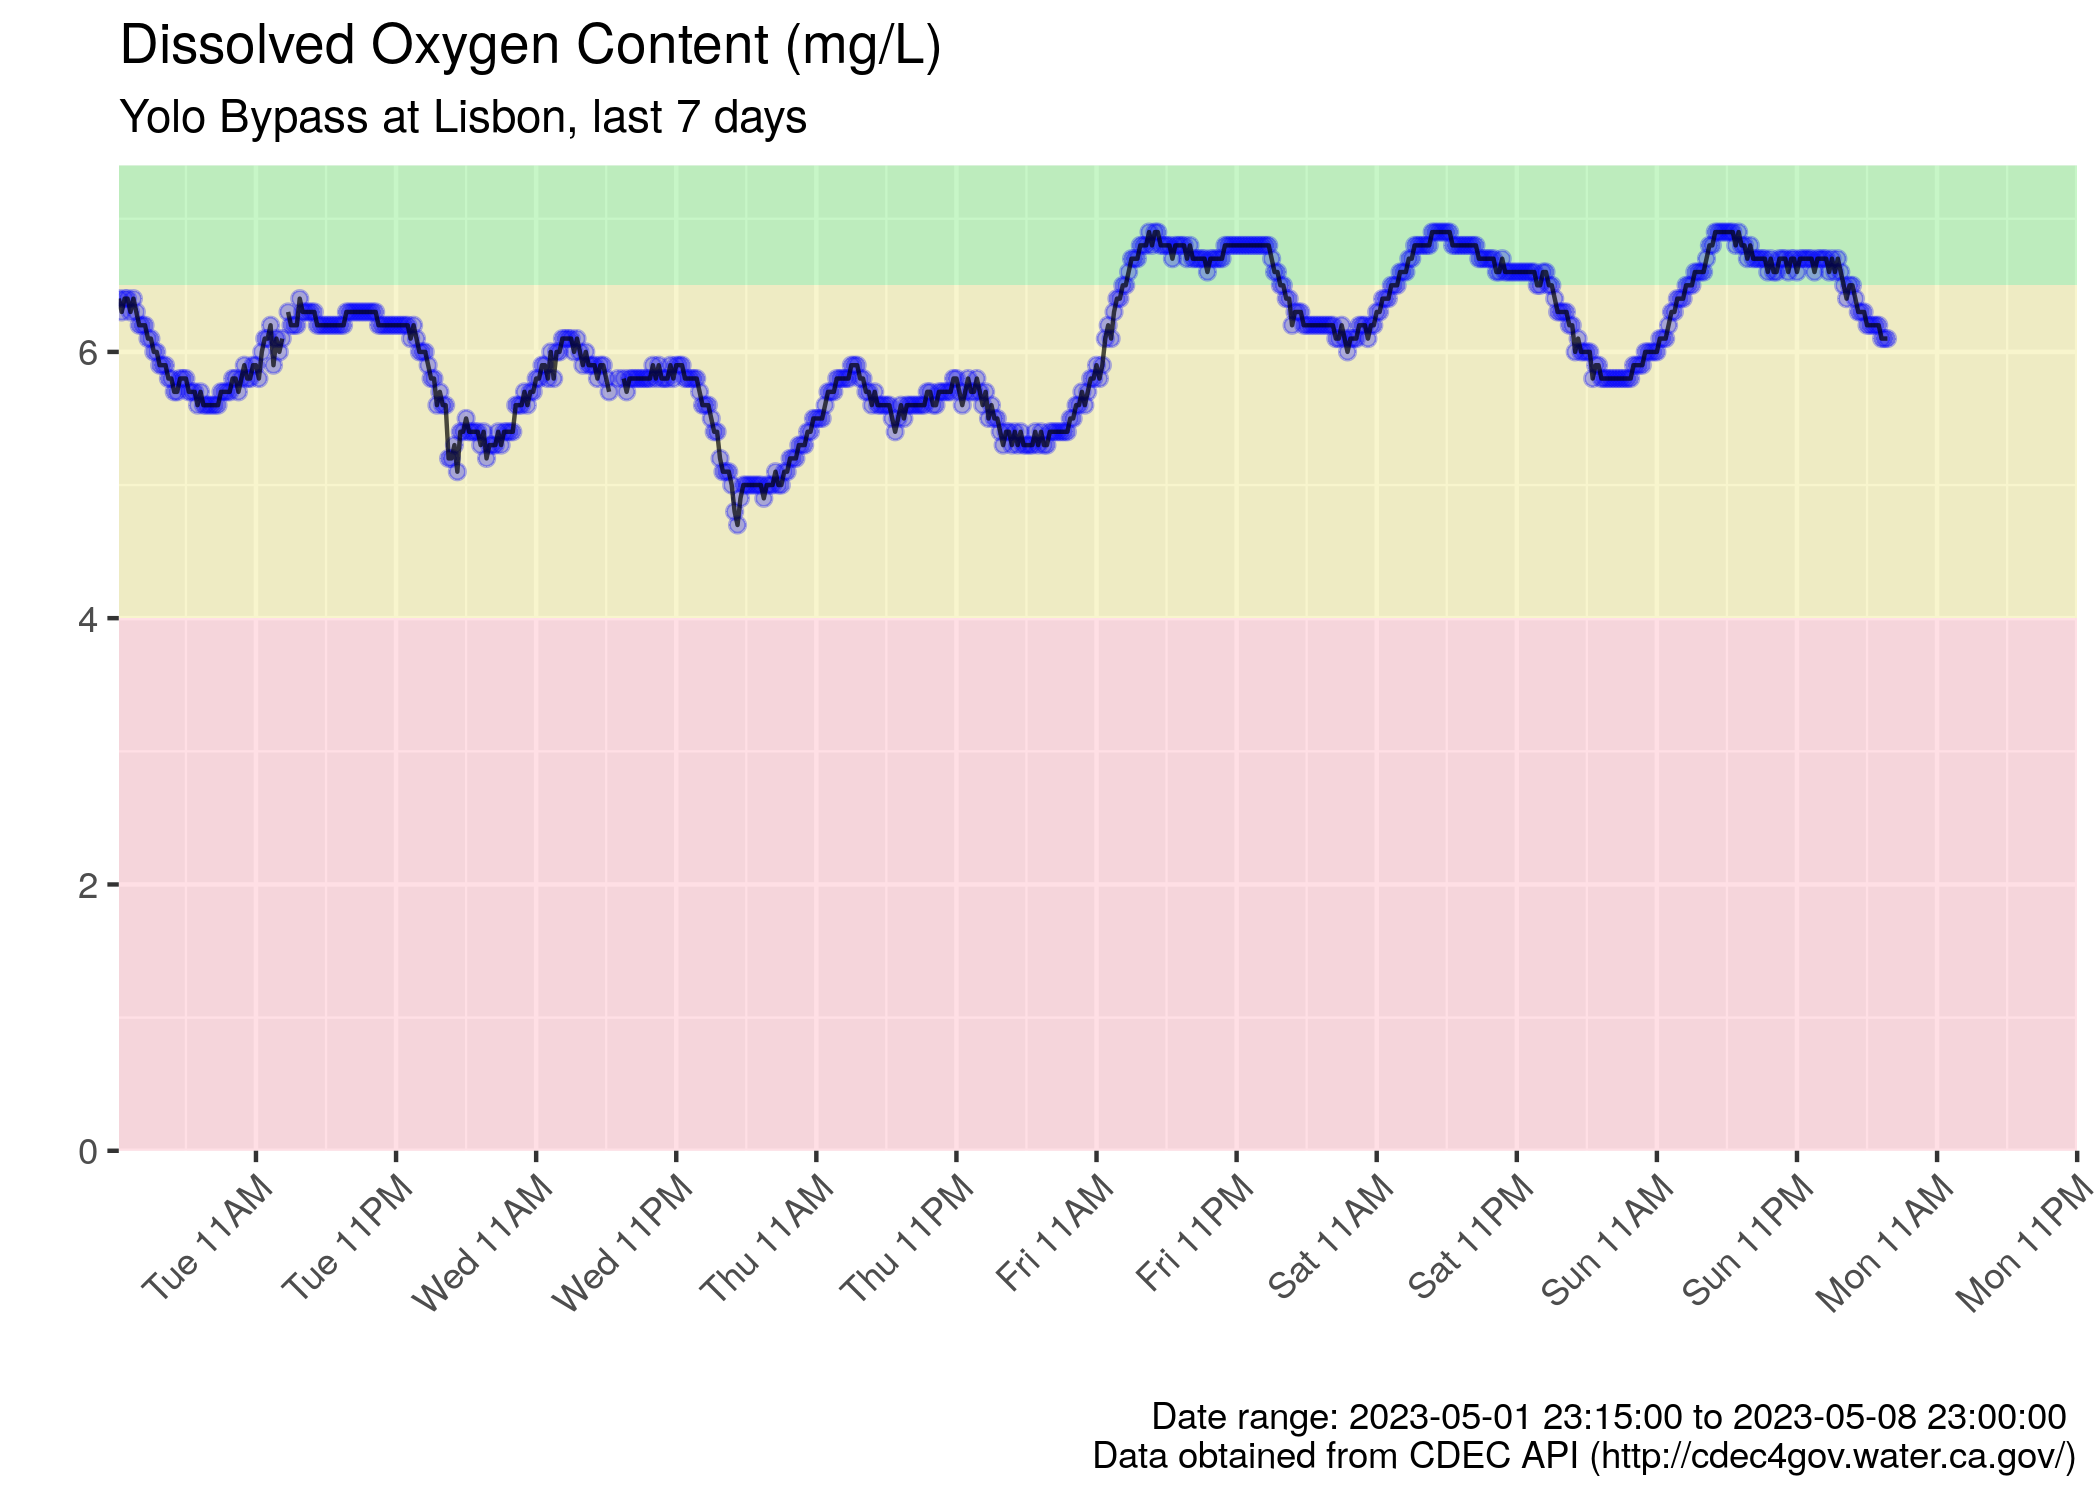 Dissolved Oxygen Content (mg/L)
Yolo Bypass at Lisbon, last 7 days
6
4
2
0
Tue 11AM
Tue 11PM
Wed 11AM
Wed 11PM
Thu 11AM
Thu 11PM
Fri 11AM
Fri 11PM
Sat 11AM
Sat 11PM
Sun 11AM
Sun 11PM
Mon 11AM
Mon 11PM
Date range: 2023-05-01 23:15:00 to 2023-05-08 23:00:00
Data obtained from CDEC API (http://cdec4gov.water.ca.gov/)